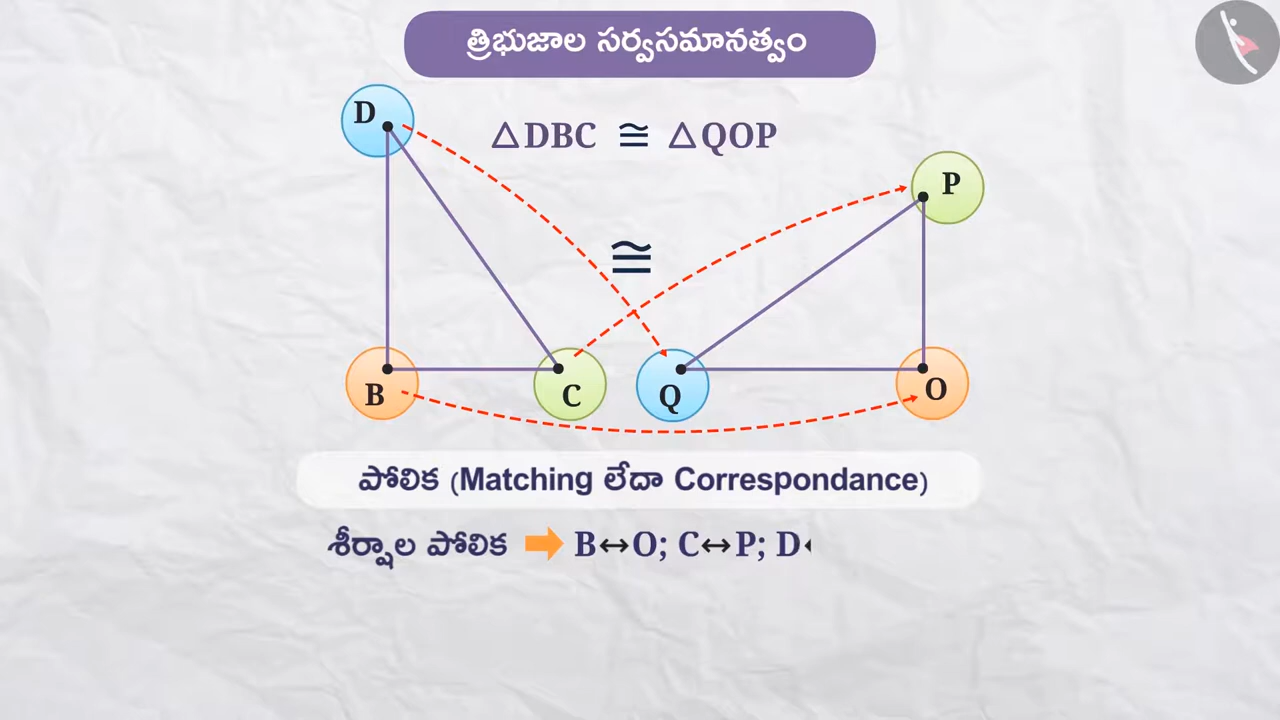 త్రిభుజాల సర్వసమానత్వం
D
△DBC ≅ △QOP
P
≅
B
C
Q
O
పోలిక (Matching లేదా Correspondance)
శీర్షాల పోలిక ➡ B↔O; C↔P; D